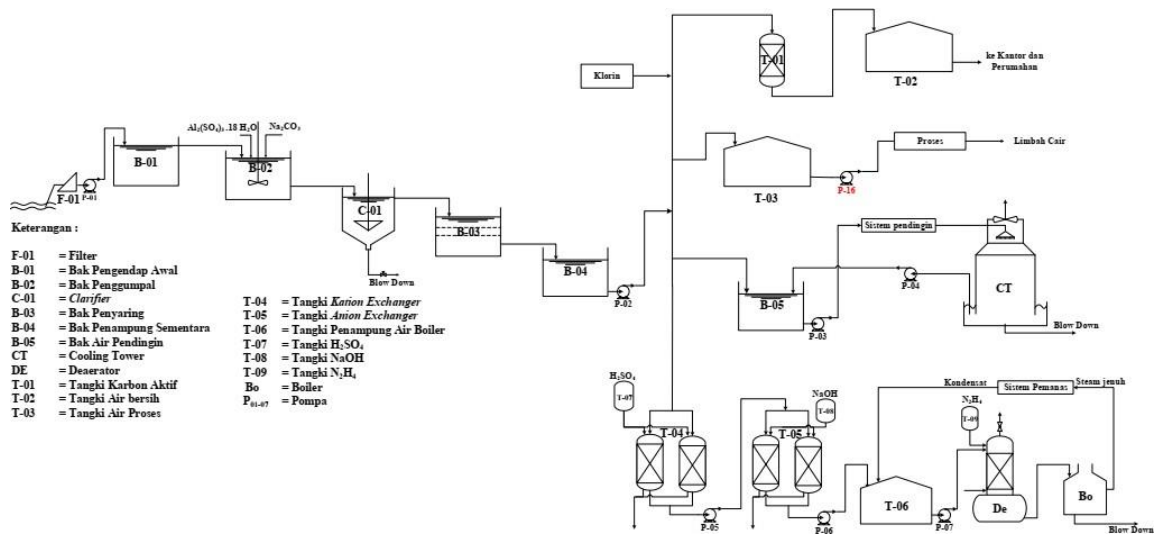 Klorin
T-01
T-02
ke Kantor dan
Perumahan
Al₂(SO₄)₃ .18 H₂O
Na₂CO₃
B-01
B-02
F-01
P-01
C-01
B-03
B-04
P-02
Blow Down
T-03
P-16
Proses
Limbah Cair
Sistem pendingin
B-05
P-03
P-04
CT
Blow Down
Keterangan :
F-01 = Filter
B-01 = Bak Pengendap Awal
B-02 = Bak Penggumpal
C-01 = Clarifier
B-03 = Bak Penyaring
B-04 = Bak Penampung Sementara
B-05 = Bak Air Pendingin
CT = Cooling Tower
DE = Deaerator
T-01 = Tangki Karbon Aktif
T-02 = Tangki Air bersih
T-03 = Tangki Air Proses
T-04 = Tangki Kation Exchanger
T-05 = Tangki Anion Exchanger
T-06 = Tangki Penampung Air Boiler
T-07 = Tangki H₂SO₄
T-08 = Tangki NaOH
T-09 = Tangki N₂H₄
Bo = Boiler
P₀₁₋₀₇ = Pompa
H₂SO₄
T-07
T-04
P-05
NaOH
T-08
T-05
P-06
Kondensat
Sistem Pemanas
Steam jenuh
N₂H₄
T-09
T-06
P-07
De
Bo
Blow Down